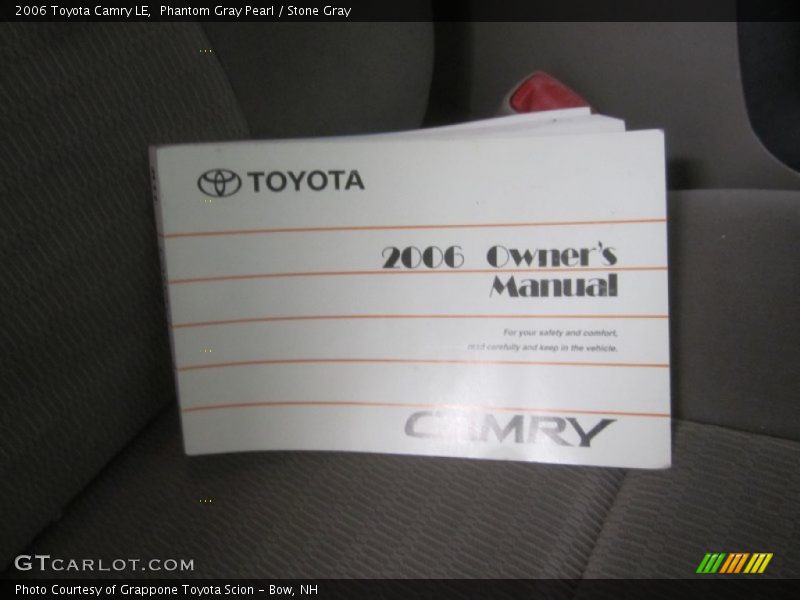 2006 Toyota Camry LE, Phantom Gray Pearl / Stone Gray
TOYOTA
2006 Owner's
Manual
For your safety and comfort,
read carefully and keep in the vehicle.
CAMRY
GTCARLOT.COM
Photo Courtesy of Grappone Toyota Scion - Bow, NH